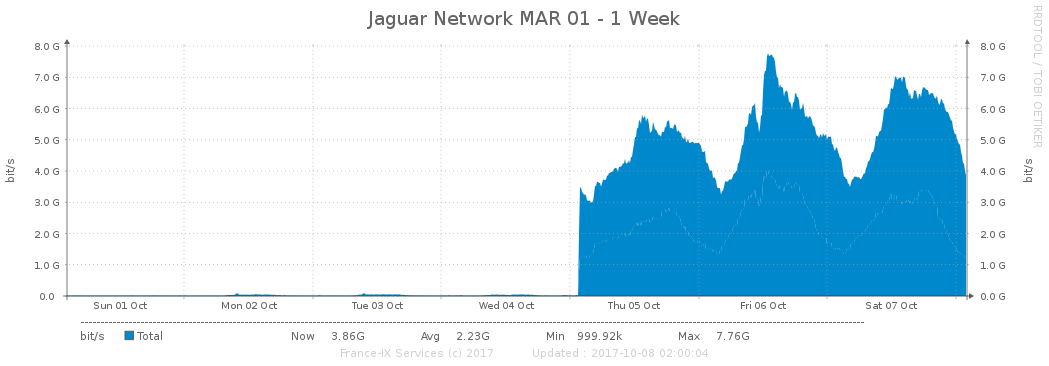 Jaguar Network MAR 01 - 1 Week
RRDTOOL / TOBI OETIKER
8.0 G 8.0 G
7.0 G 7.0 G
6.0 G 6.0 G
5.0 G 5.0 G
4.0 G 4.0 G
3.0 G 3.0 G
2.0 G 2.0 G
1.0 G 1.0 G
0.0 0.0 G
bit/s
bit/s
Sun 01 Oct Mon 02 Oct Tue 03 Oct Wed 04 Oct Thu 05 Oct Fri 06 Oct Sat 07 Oct
bit/s Total Now 3.86G Avg 2.23G Min 999.92k Max 7.76G
France-IX Services (c) 2017 Updated : 2017-10-08 02:00:04